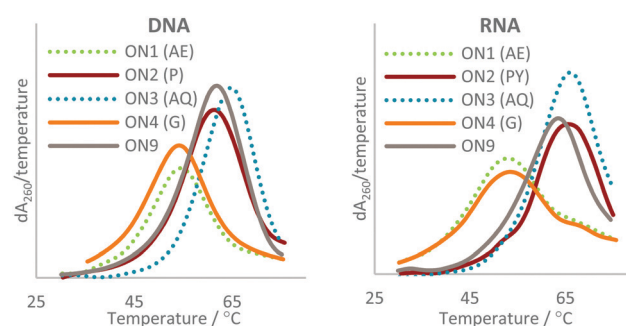 DNA
ON1 (AE)
ON2 (P)
ON3 (AQ)
ON4 (G)
ON9
dA260/temperature
25
45
65
Temperature / °C
RNA
ON1 (AE)
ON2 (PY)
ON3 (AQ)
ON4 (G)
ON9
dA260/temperature
25
45
65
Temperature / °C